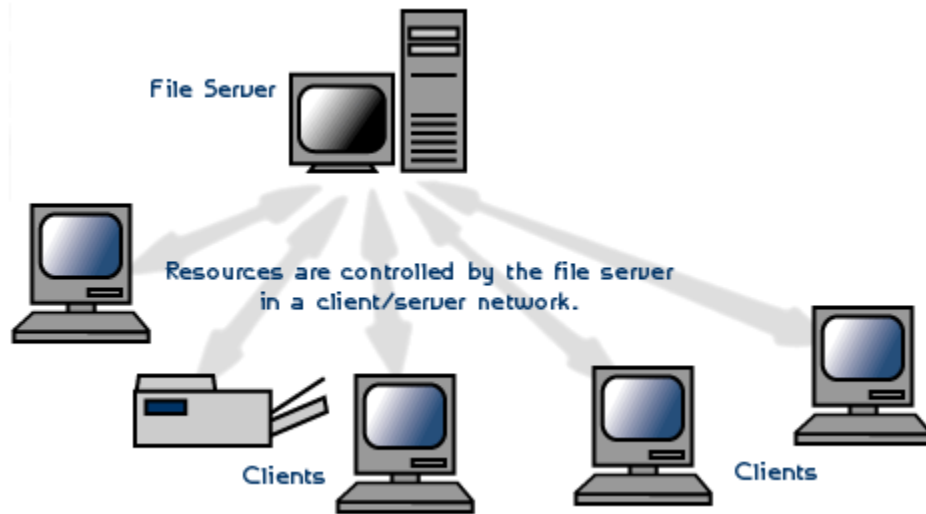 File Server
Resources are controlled by the file server
in a client/server network.
Clients
Clients